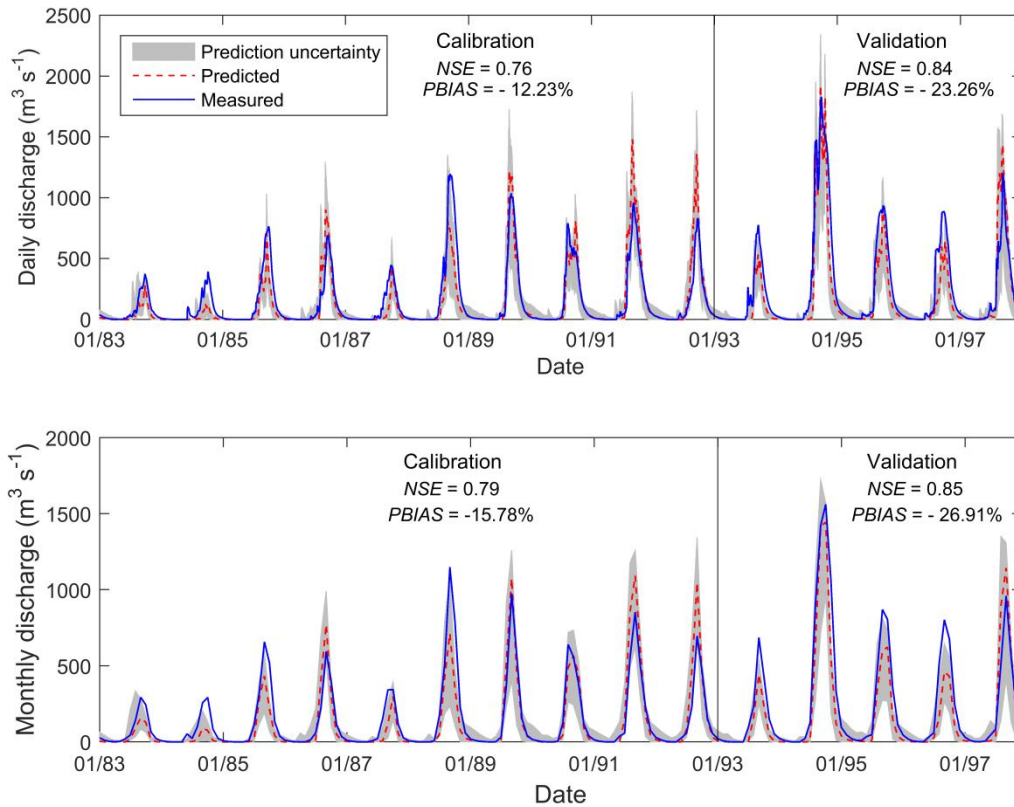 2500
2000
1500
1000
500
0
Daily discharge (m³ s⁻¹)
Prediction uncertainty
Predicted
Measured
Calibration
NSE = 0.76
PBIAS = - 12.23%
Validation
NSE = 0.84
PBIAS = - 23.26%
01/83 01/85 01/87 01/89 01/91 01/93 01/95 01/97
Date
2000
1500
1000
500
0
Monthly discharge (m³ s⁻¹)
Calibration
NSE = 0.79
PBIAS = -15.78%
Validation
NSE = 0.85
PBIAS = - 26.91%
01/83 01/85 01/87 01/89 01/91 01/93 01/95 01/97
Date